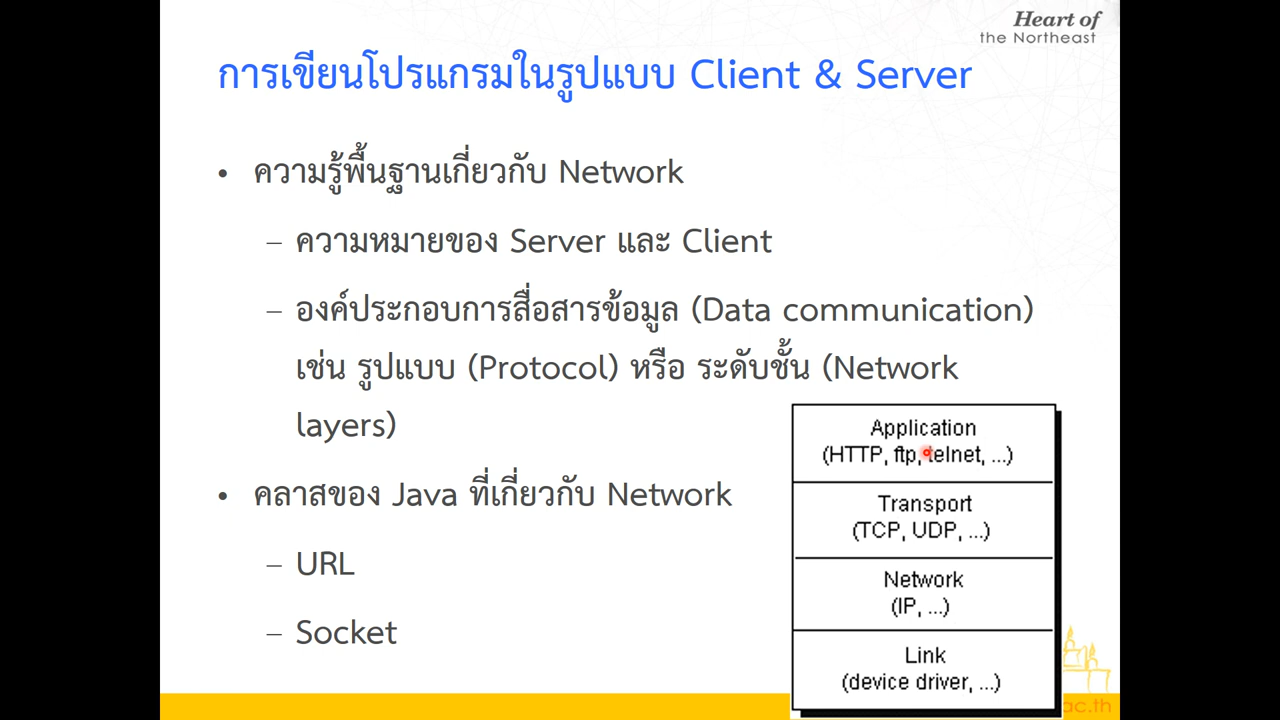 Heart of
the Northeast
การเขียนโปรแกรมในรูปแบบ Client & Server
• ความรู้พื้นฐานเกี่ยวกับ Network
– ความหมายของ Server และ Client
– องค์ประกอบการสื่อสารข้อมูล (Data communication)
เช่น รูปแบบ (Protocol) หรือ ระดับชั้น (Network
layers)
• คลาสของ Java ที่เกี่ยวกับ Network
– URL
– Socket
Application
(HTTP, ftp, telnet, ...)
Transport
(TCP, UDP, ...)
Network
(IP, ...)
Link
(device driver, ...)
ac.th